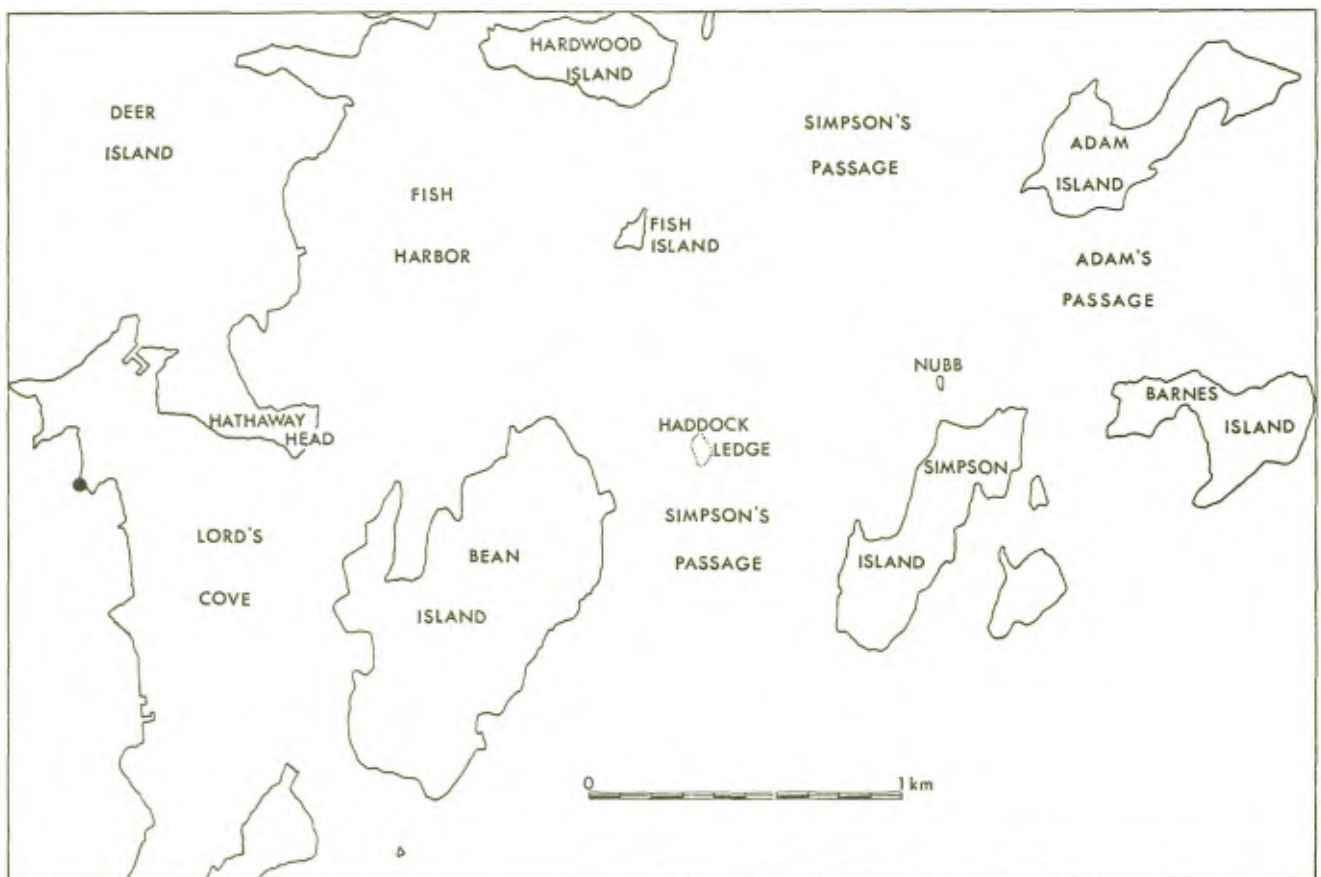 HARDWOOD
ISLAND
DEER
ISLAND
SIMPSON'S
PASSAGE
ADAM
ISLAND
FISH
HARBOR
FISH
ISLAND
ADAM'S
PASSAGE
NUBB
BARNES
ISLAND
HATHAWAY
HEAD
HADDOCK
LEDGE
SIMPSON
ISLAND
SIMPSON'S
PASSAGE
LORD'S
COVE
BEAN
ISLAND
0 1 km